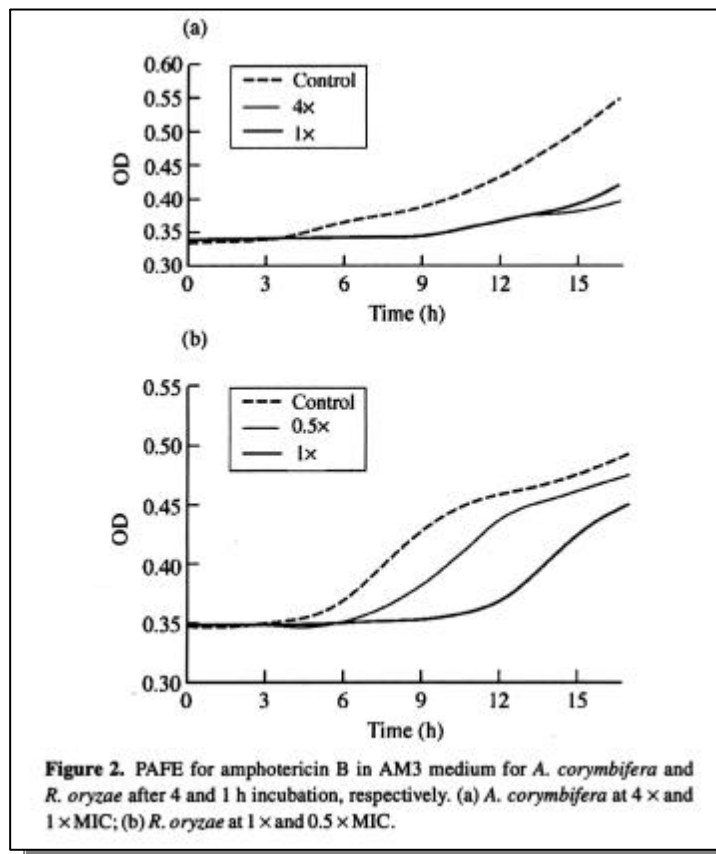 (a)
0.60
0.55
0.50
0.45
0.40
0.35
0.30
OD
Control
4×
1×
0 3 6 9 12 15
Time (h)
(b)
0.55
0.50
0.45
0.40
0.35
0.30
OD
Control
0.5×
1×
0 3 6 9 12 15
Time (h)
Figure 2. PAFE for amphotericin B in AM3 medium for A. corymbifera and
R. oryzae after 4 and 1 h incubation, respectively. (a) A. corymbifera at 4 × and
1 × MIC; (b) R. oryzae at 1 × and 0.5 × MIC.